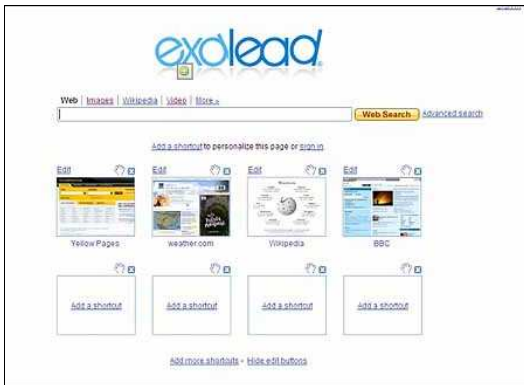 exalead
Web | Images | Wikipedia | Video | More »
Web Search
Advanced search
Add a shortcut to personalize this page or sign in
Edit
Edit
Edit
Edit
Yellow Pages
weather.com
Wikipedia
BBC
Add a shortcut
Add a shortcut
Add a shortcut
Add a shortcut
Add more shortcuts - Hide edit buttons